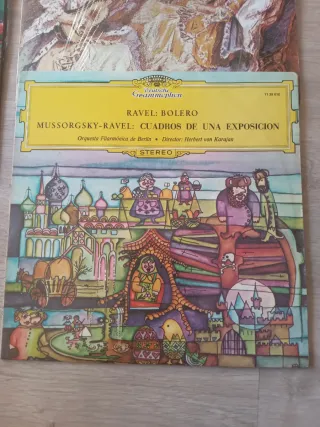 Deutsche
Grammophon
RAVEL: BOLERO
MUSSORGSKY-RAVEL: CUADROS DE UNA EXPOSICION
Orquesta Filarmónica de Berlín • Director: Herbert von Karajan
STEREO